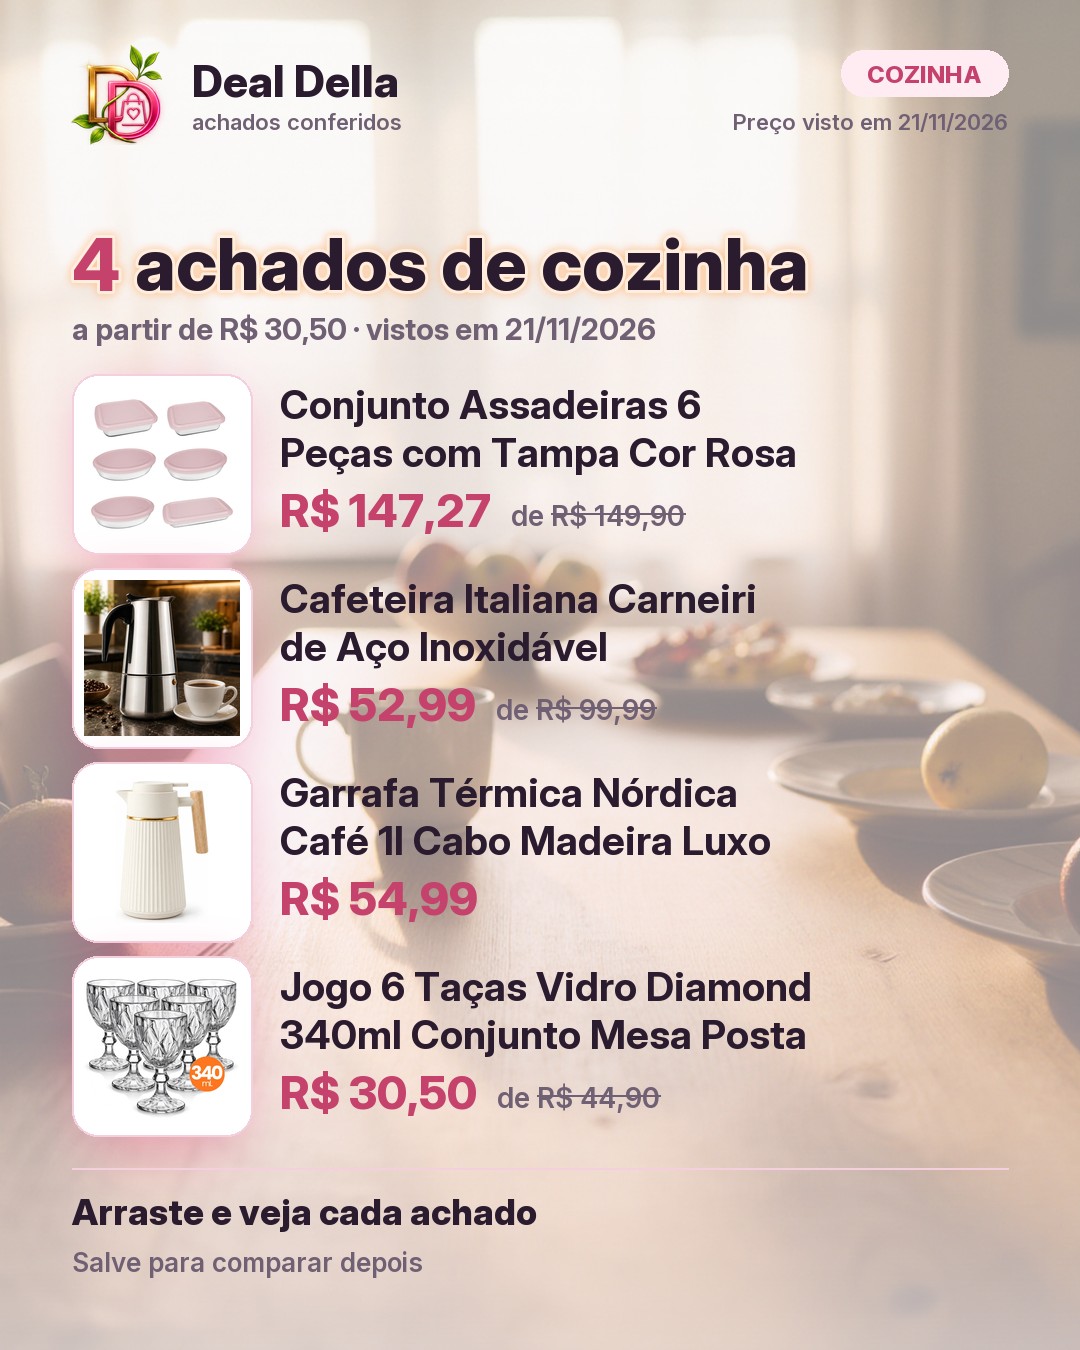 Deal Della
achados conferidos
COZINHA
Preço visto em 21/11/2026
4 achados de cozinha
a partir de R$ 30,50 · vistos em 21/11/2026
Conjunto Assadeiras 6
Peças com Tampa Cor Rosa
R$ 147,27 de R$ 149,90
Cafeteira Italiana Carneiri
de Aço Inoxidável
R$ 52,99 de R$ 99,99
Garrafa Térmica Nórdica
Café 1l Cabo Madeira Luxo
R$ 54,99
Jogo 6 Taças Vidro Diamond
340ml Conjunto Mesa Posta
R$ 30,50 de R$ 44,90
340
ml
Arraste e veja cada achado
Salve para comparar depois